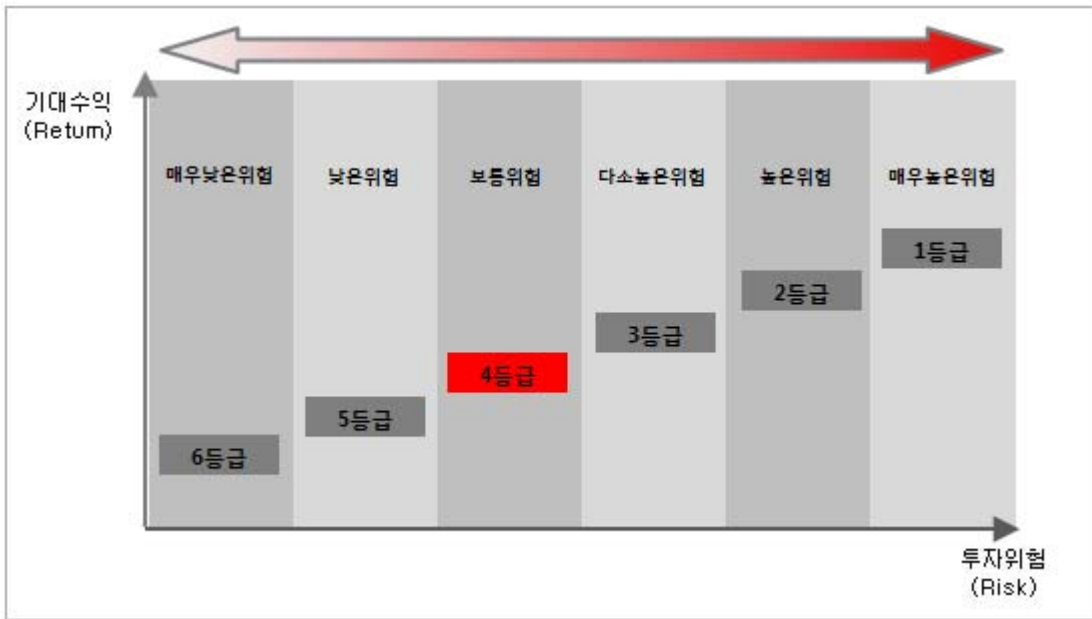 기대수익
(Return)
매우낮은위험 낮은위험 보통위험 다소높은위험 높은위험 매우높은위험
1등급
2등급
3등급
4등급
5등급
6등급
투자위험
(Risk)